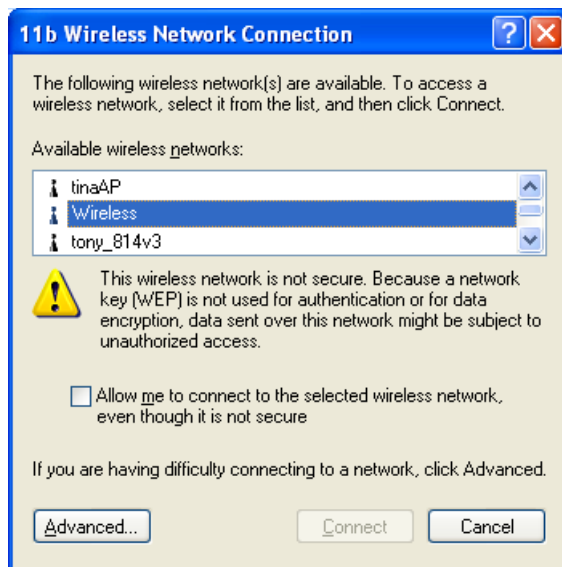 11b Wireless Network Connection
The following wireless network(s) are available. To access a
wireless network, select it from the list, and then click Connect.
Available wireless networks:
tinaAP
Wireless
tony_814v3
This wireless network is not secure. Because a network
key (WEP) is not used for authentication or for data
encryption, data sent over this network might be subject to
unauthorized access.
Allow me to connect to the selected wireless network,
even though it is not secure
If you are having difficulty connecting to a network, click Advanced.
Advanced... Connect Cancel